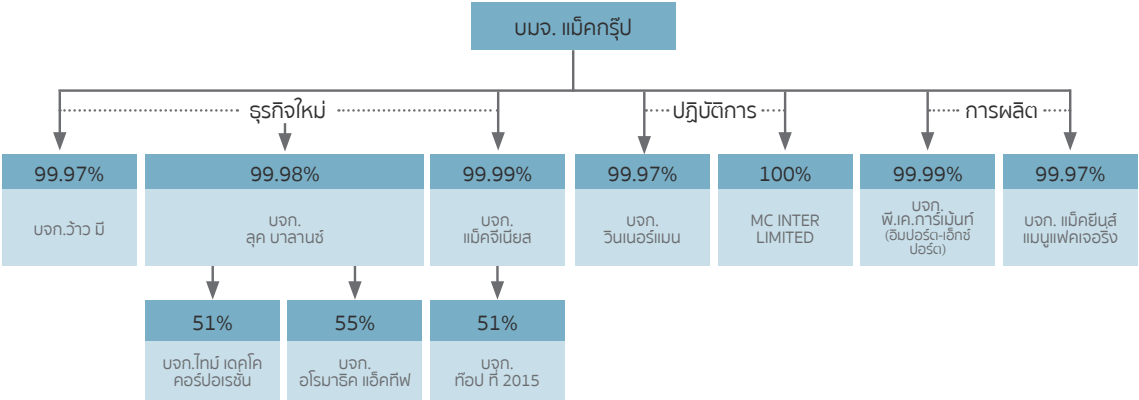 บมจ. แม็คกรุ๊ป
ธุรกิจใหม่
ปฏิบัติการ
การผลิต
99.97%
99.98%
99.99%
99.97%
100%
99.99%
99.97%
บจก.ว้าว มี
บจก.
ลุค บาลานซ์
บจก.
แม็คจีเนียส
บจก.
วินเนอร์แมน
MC INTER
LIMITED
บจก.
พี.เค.การ์เม้นท์
(อิมปอร์ต-เอ็กซ์
ปอร์ต)
บจก. แม็คยีนส์
แมนูแฟคเจอริ่ง
51%
55%
51%
บจก.ไทม์ เดคโค
คอร์ปอเรชั่น
บจก.
อโรมาธิค แอ็คทีฟ
บจก.
ท๊อป ที 2015